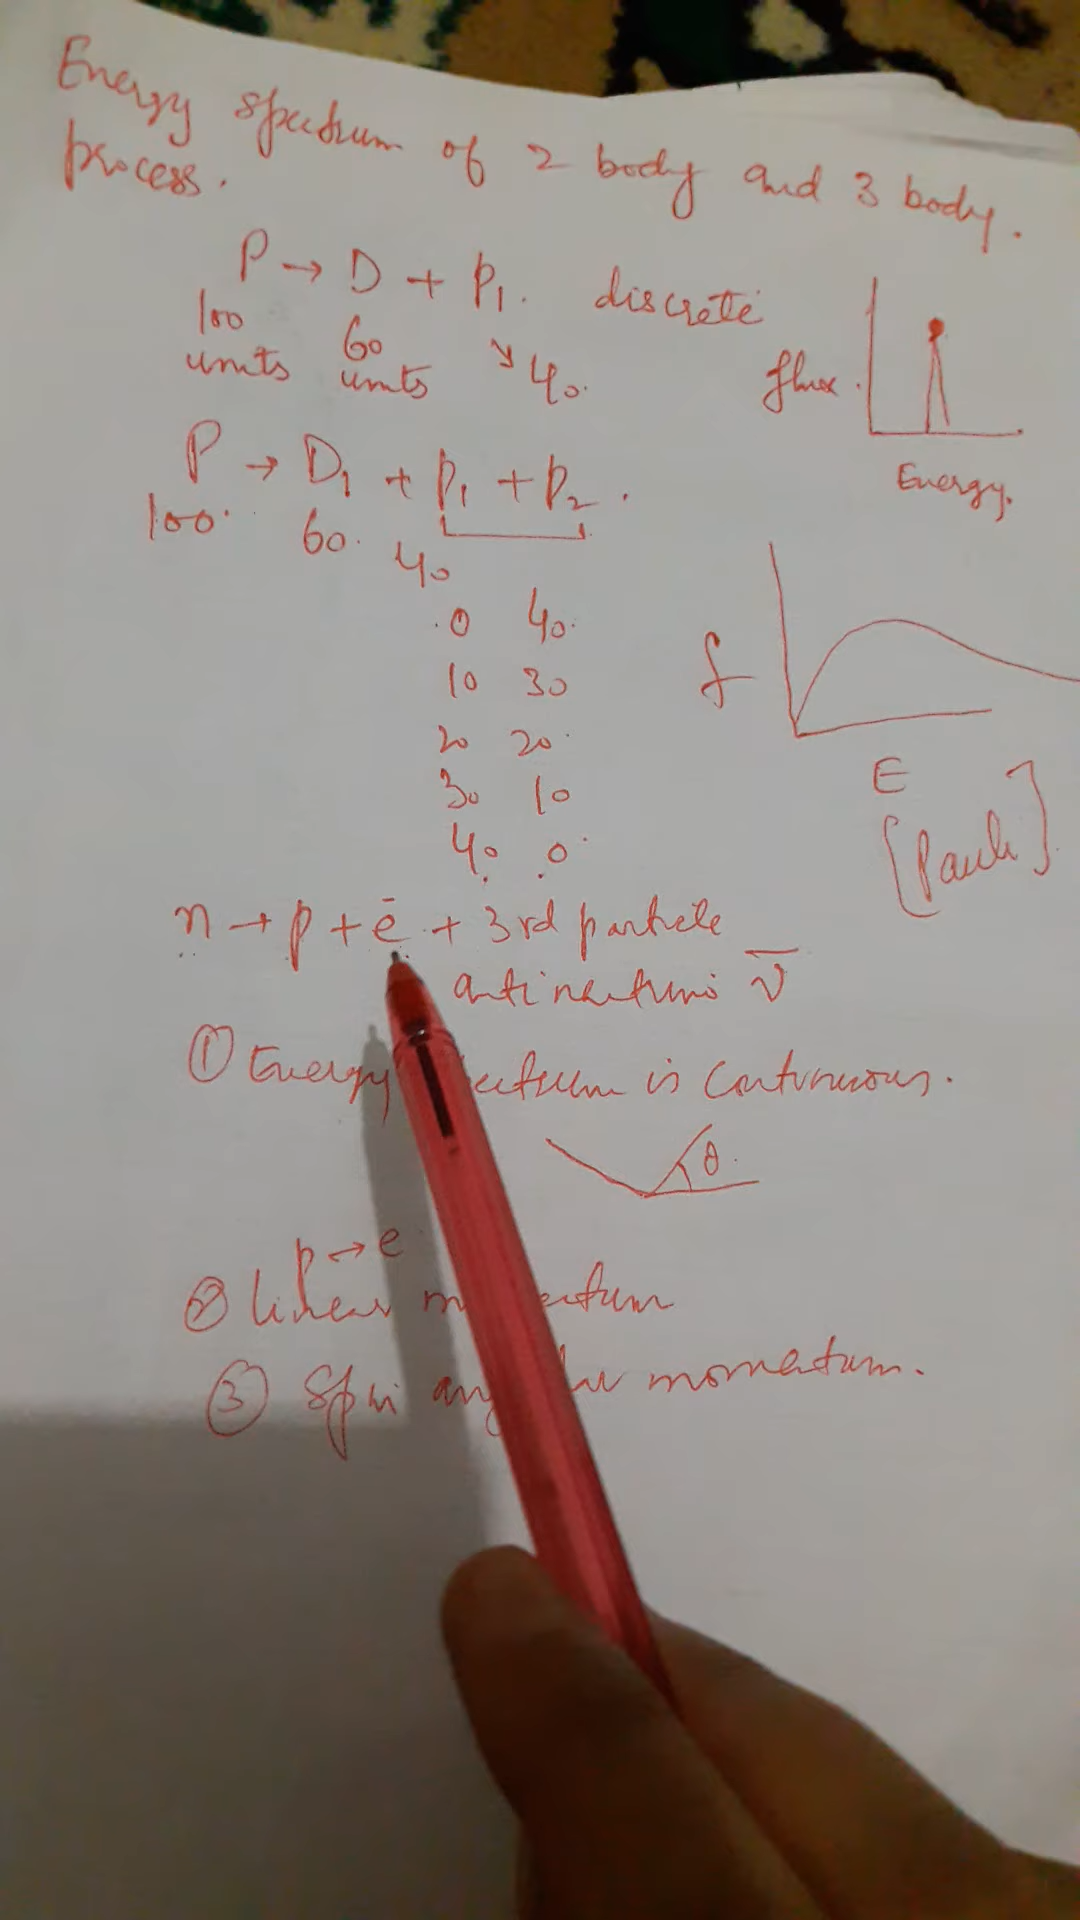 Energy spectrum of 2 body and 3 body.
process.
P → D + P₁. discrete
100 units 60 units ↘ 40.
flux.
Energy.
P → D₁ + P₁ + P₂.
100. 60. 40
0 40.
10 30
20 20.
30 10
40. 0.
f
E
[Pauli]
n → p + ē + 3rd particle
antineutrino ν̅
① Energy is continuous.
θ.
p → e
② linear
③ Spin momentum.